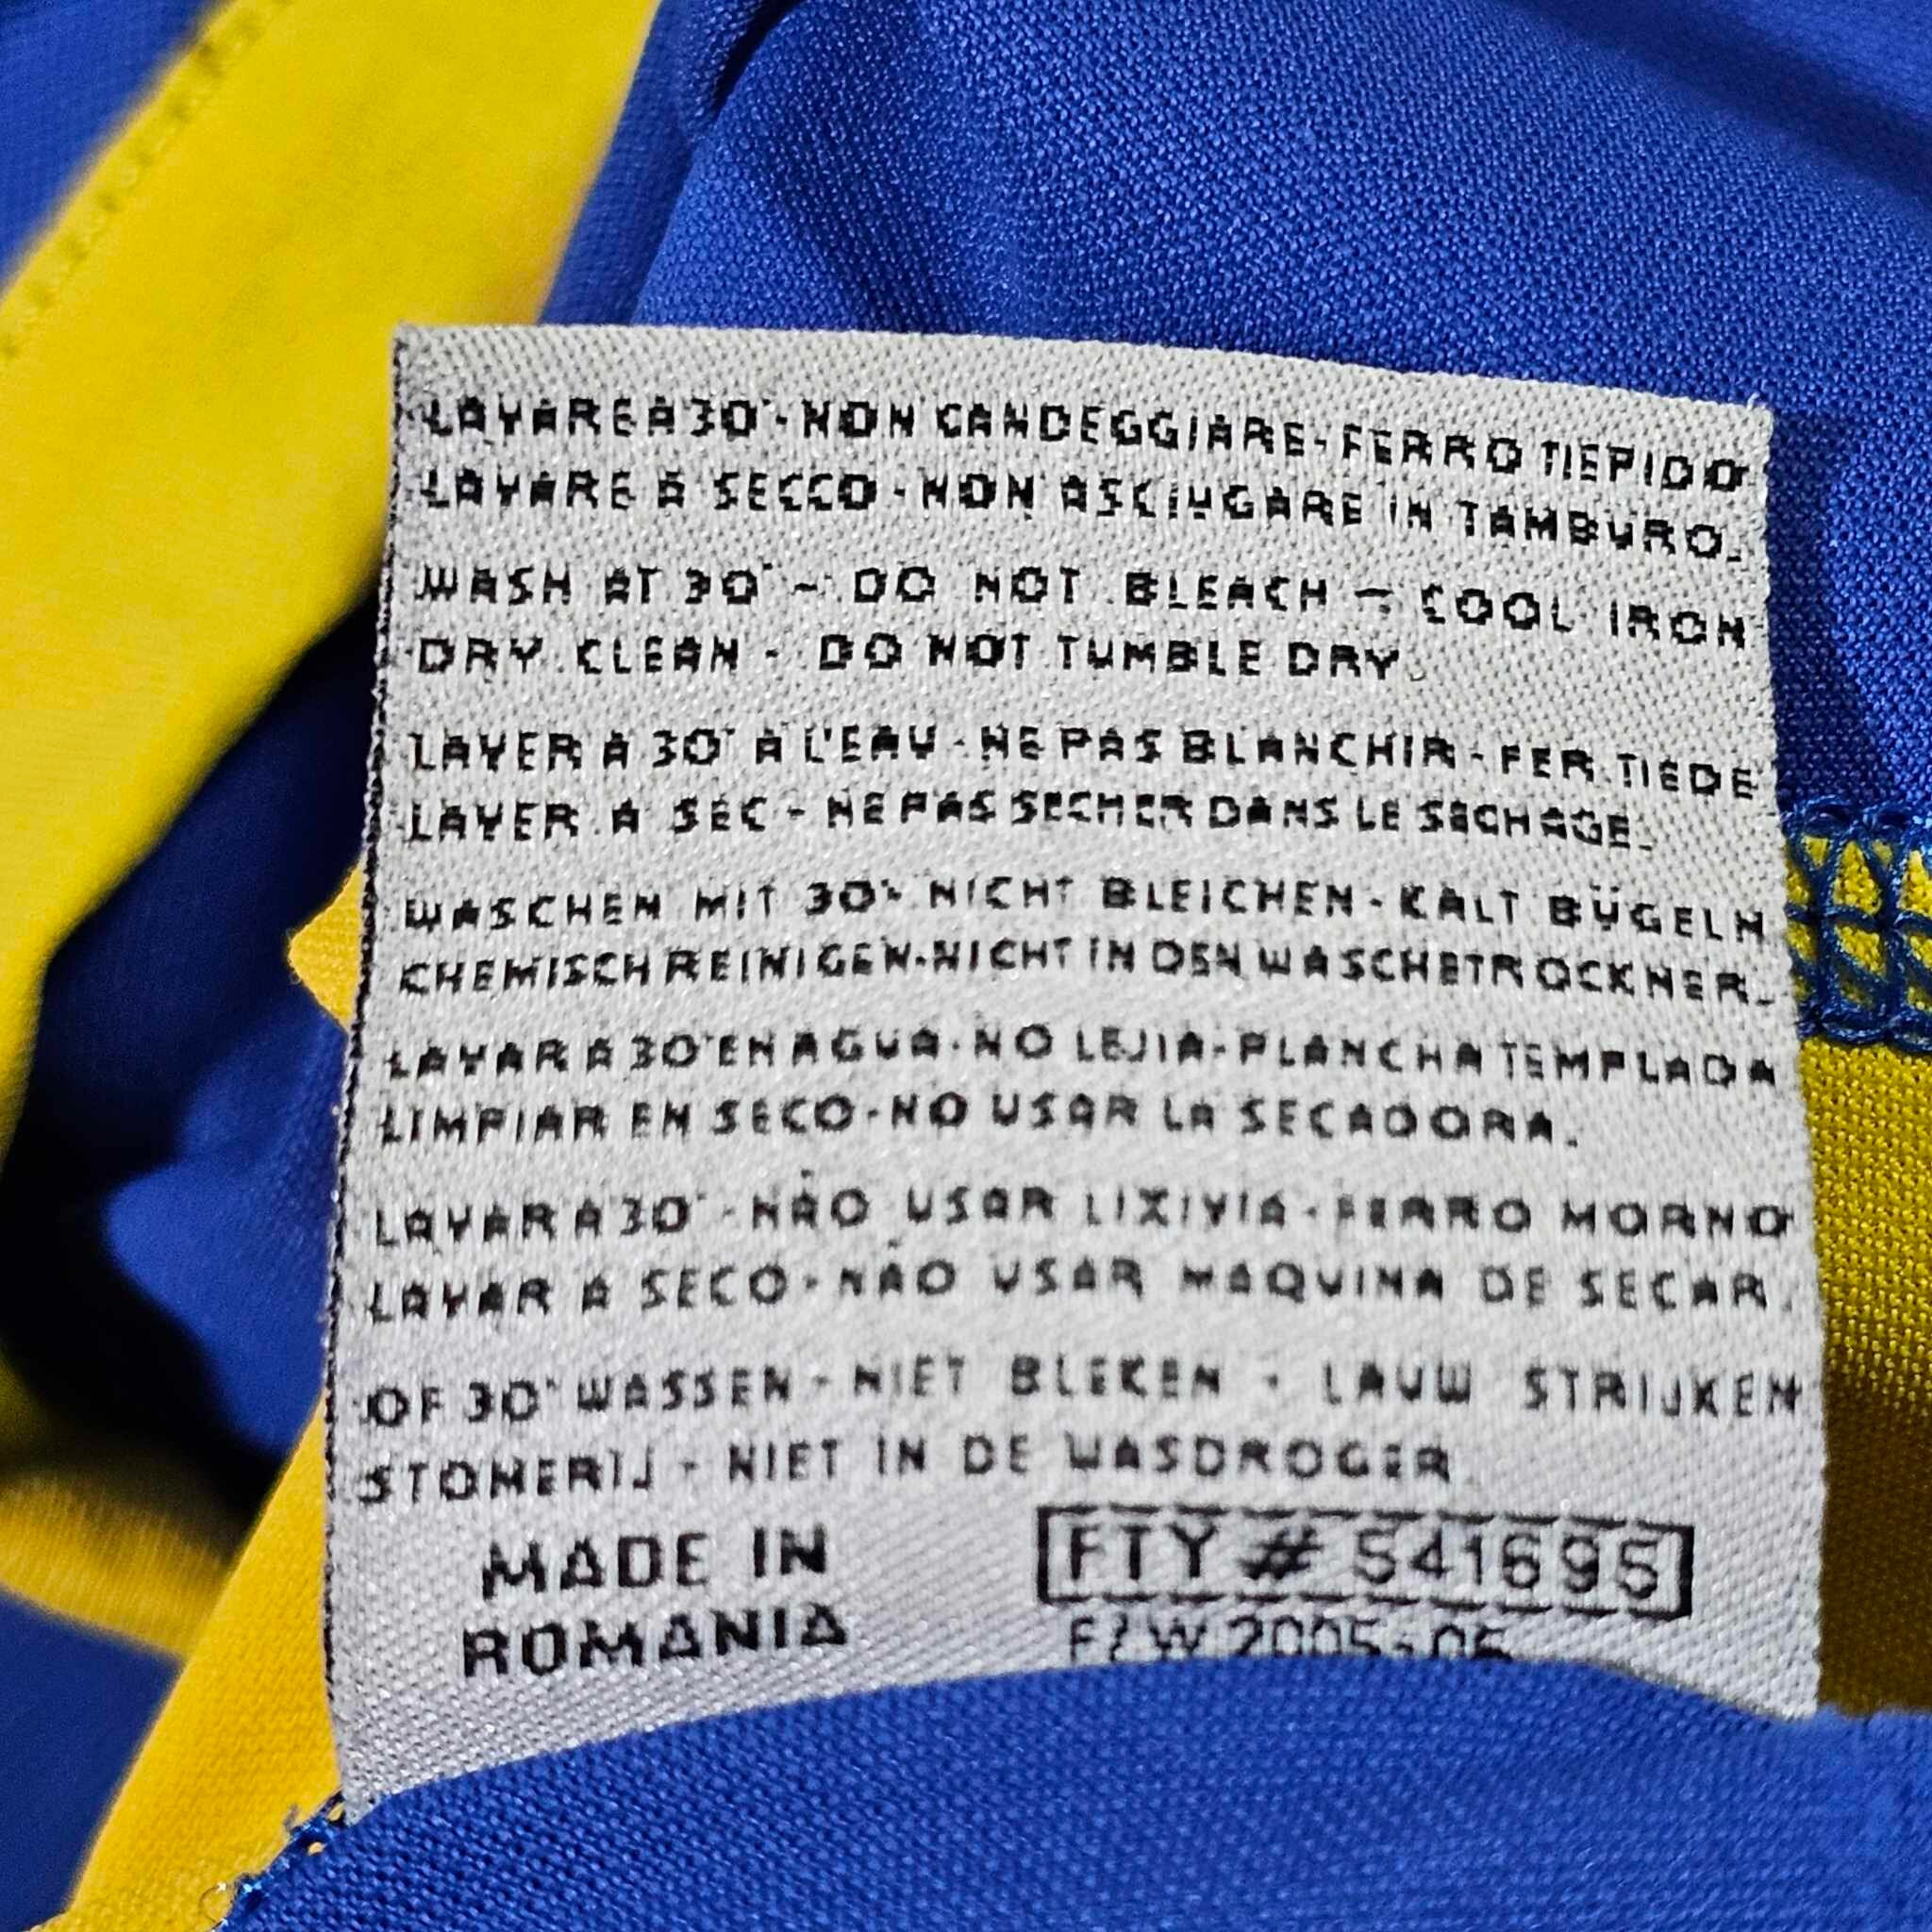 LAVARE A 30° - NON CANDEGGIARE - FERRO TIEPIDO
LAVARE A SECCO - NON ASCIUGARE IN TAMBURO.
WASH AT 30° - DO NOT BLEACH - COOL IRON
DRY CLEAN - DO NOT TUMBLE DRY.
LAVER A 30° A L'EAU - NE PAS BLANCHIR - FER TIEDE
LAVER A SEC - NE PAS SECHER DANS LE SECHAGE.
WASCHEN MIT 30° NICHT BLEICHEN - KALT BÜGELN
CHEMISCH REINIGEN - NICHT IN DEN WASCHETROCKNER.
LAVAR A 30° EN AGUA - NO LEJIA - PLANCHA TEMPLADA
LIMPIAR EN SECO - NO USAR LA SECADORA.
LAVAR A 30° - NÃO USAR LIXIVIA - FERRO MORNO
LAVAR A SECO - NÃO USAR MAQUINA DE SECAR.
OF 30° WASSEN - NIET BLEKEN - LAUW STRIJKEN
STOMERIJ - NIET IN DE WASDROGER.
MADE IN
ROMANIA
FTY # 541695
F/W 2005-06